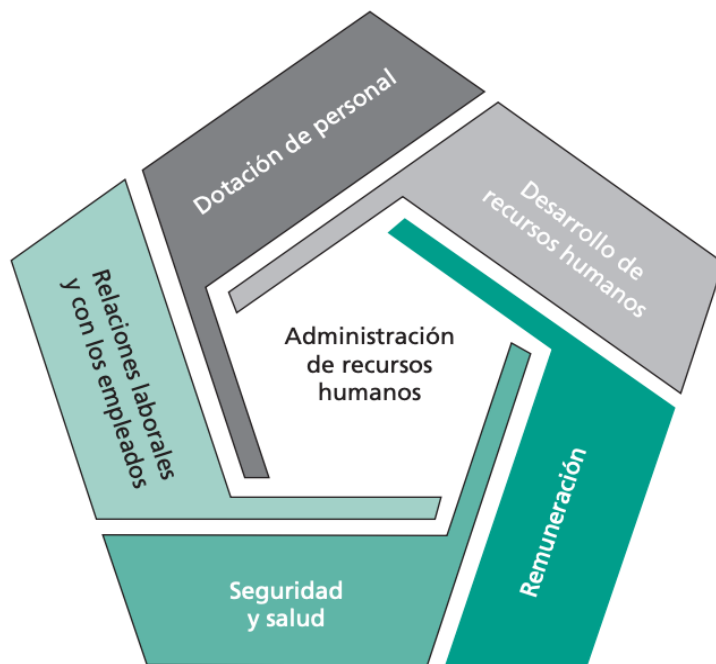 Dotación de personal
Desarrollo de
recursos humanos
Relaciones laborales
y con los empleados
Administración
de recursos
humanos
Remuneración
Seguridad
y salud